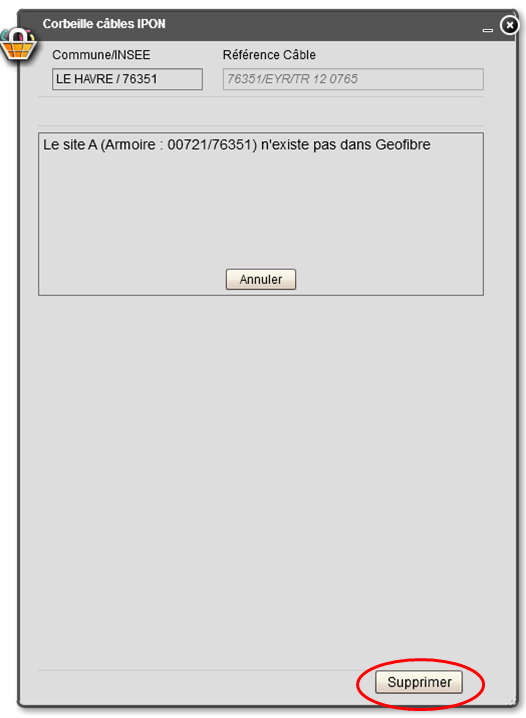 Corbeille câbles IPON
Commune/INSEE Référence Câble
LE HAVRE / 76351 76351/EYR/TR 12 0765
Le site A (Armoire : 00721/76351) n'existe pas dans Geofibre
Annuler
Supprimer